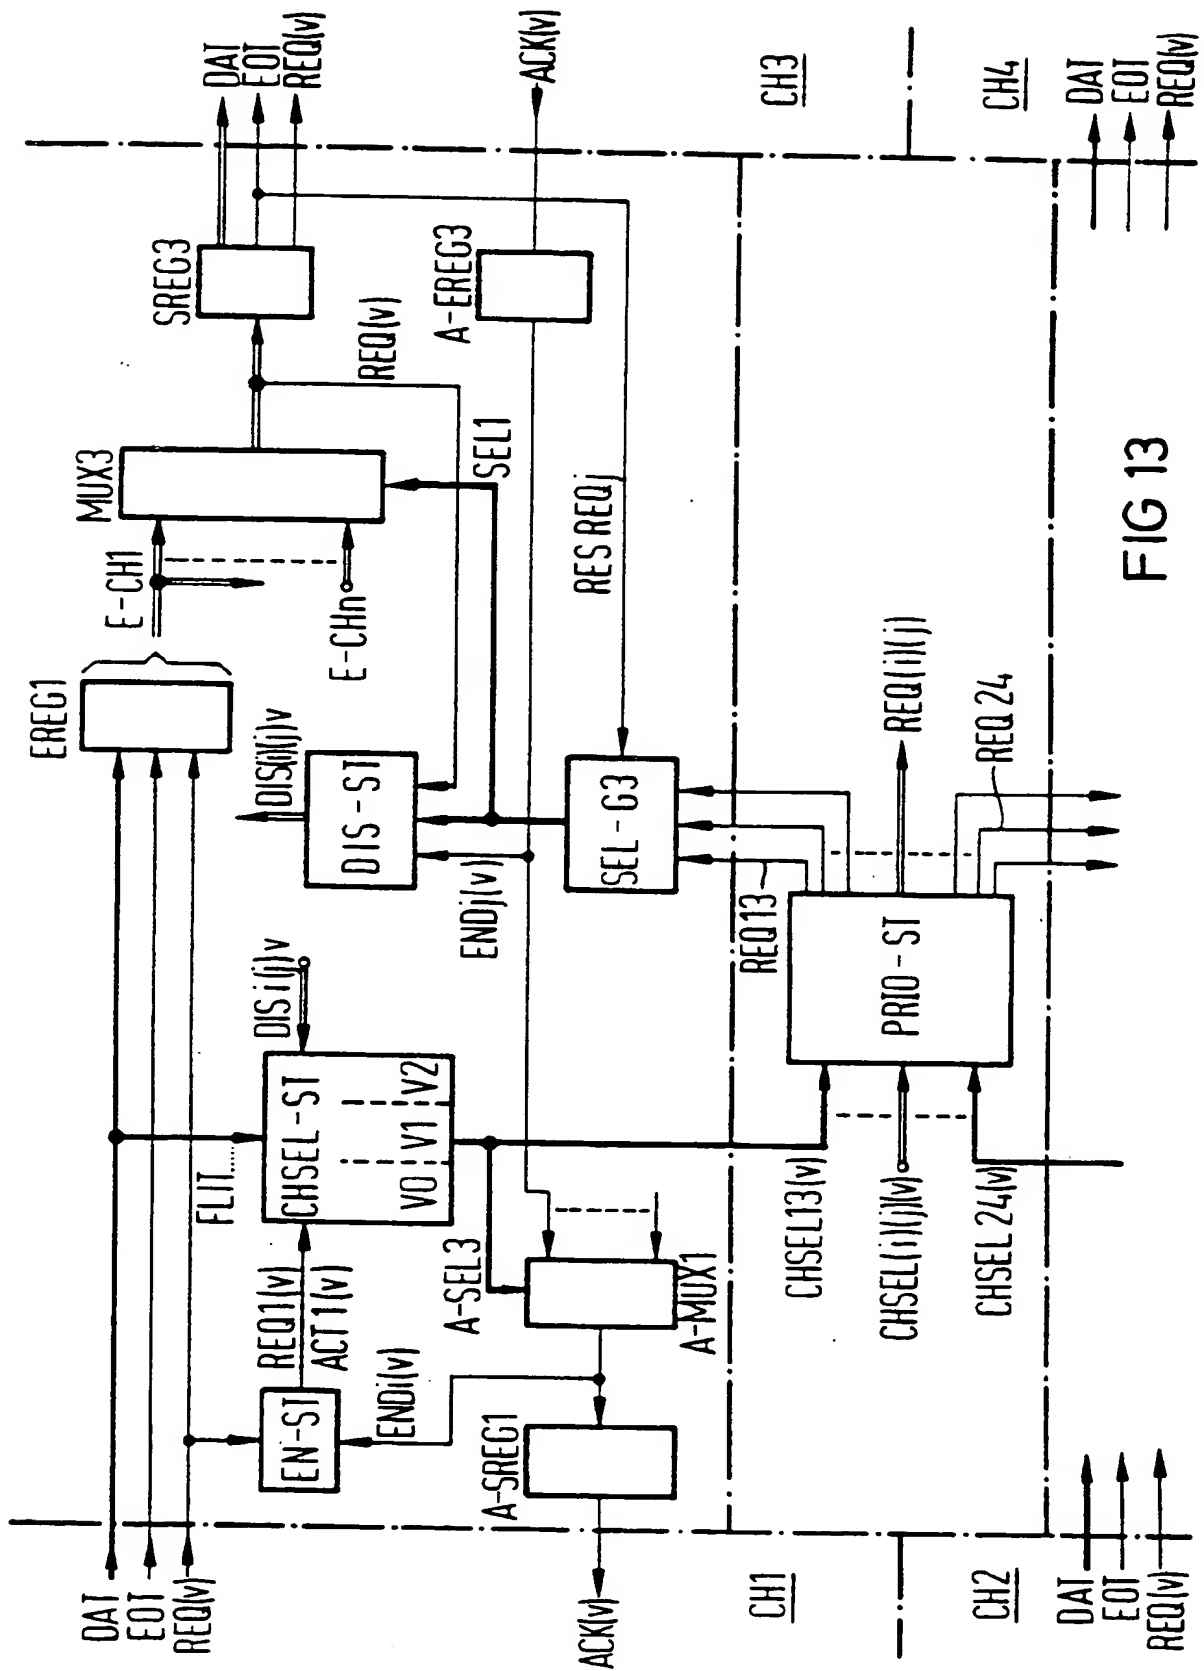 DAT
EOT
REQ(v)
FLIT
REQ1(v)
ACT1(v)
EN-ST
ENDi(v)
CHSEL-ST
V0 V1 V2
DISi(j)v
A-SEL3
A-MUX1
A-SREG1
ACK(v)
EREG1
E-CH1
E-CHn
MUX3
DIS(i)(j)v
DIS-ST
ENDj(v)
SEL1
REQ(v)
SREG3
DAT
EOT
REQ(v)
A-EREG3
ACK(v)
SEL-G3
RES REQj
REQ13
CH1
CH2
CH3
CH4
CHSEL13(v)
CHSEL(i)(j)(v)
CHSEL24(v)
PRIO-ST
REQ(i)(j)
REQ24
DAT
EOT
REQ(v)
DAT
EOT
REQ(v)
FIG 13